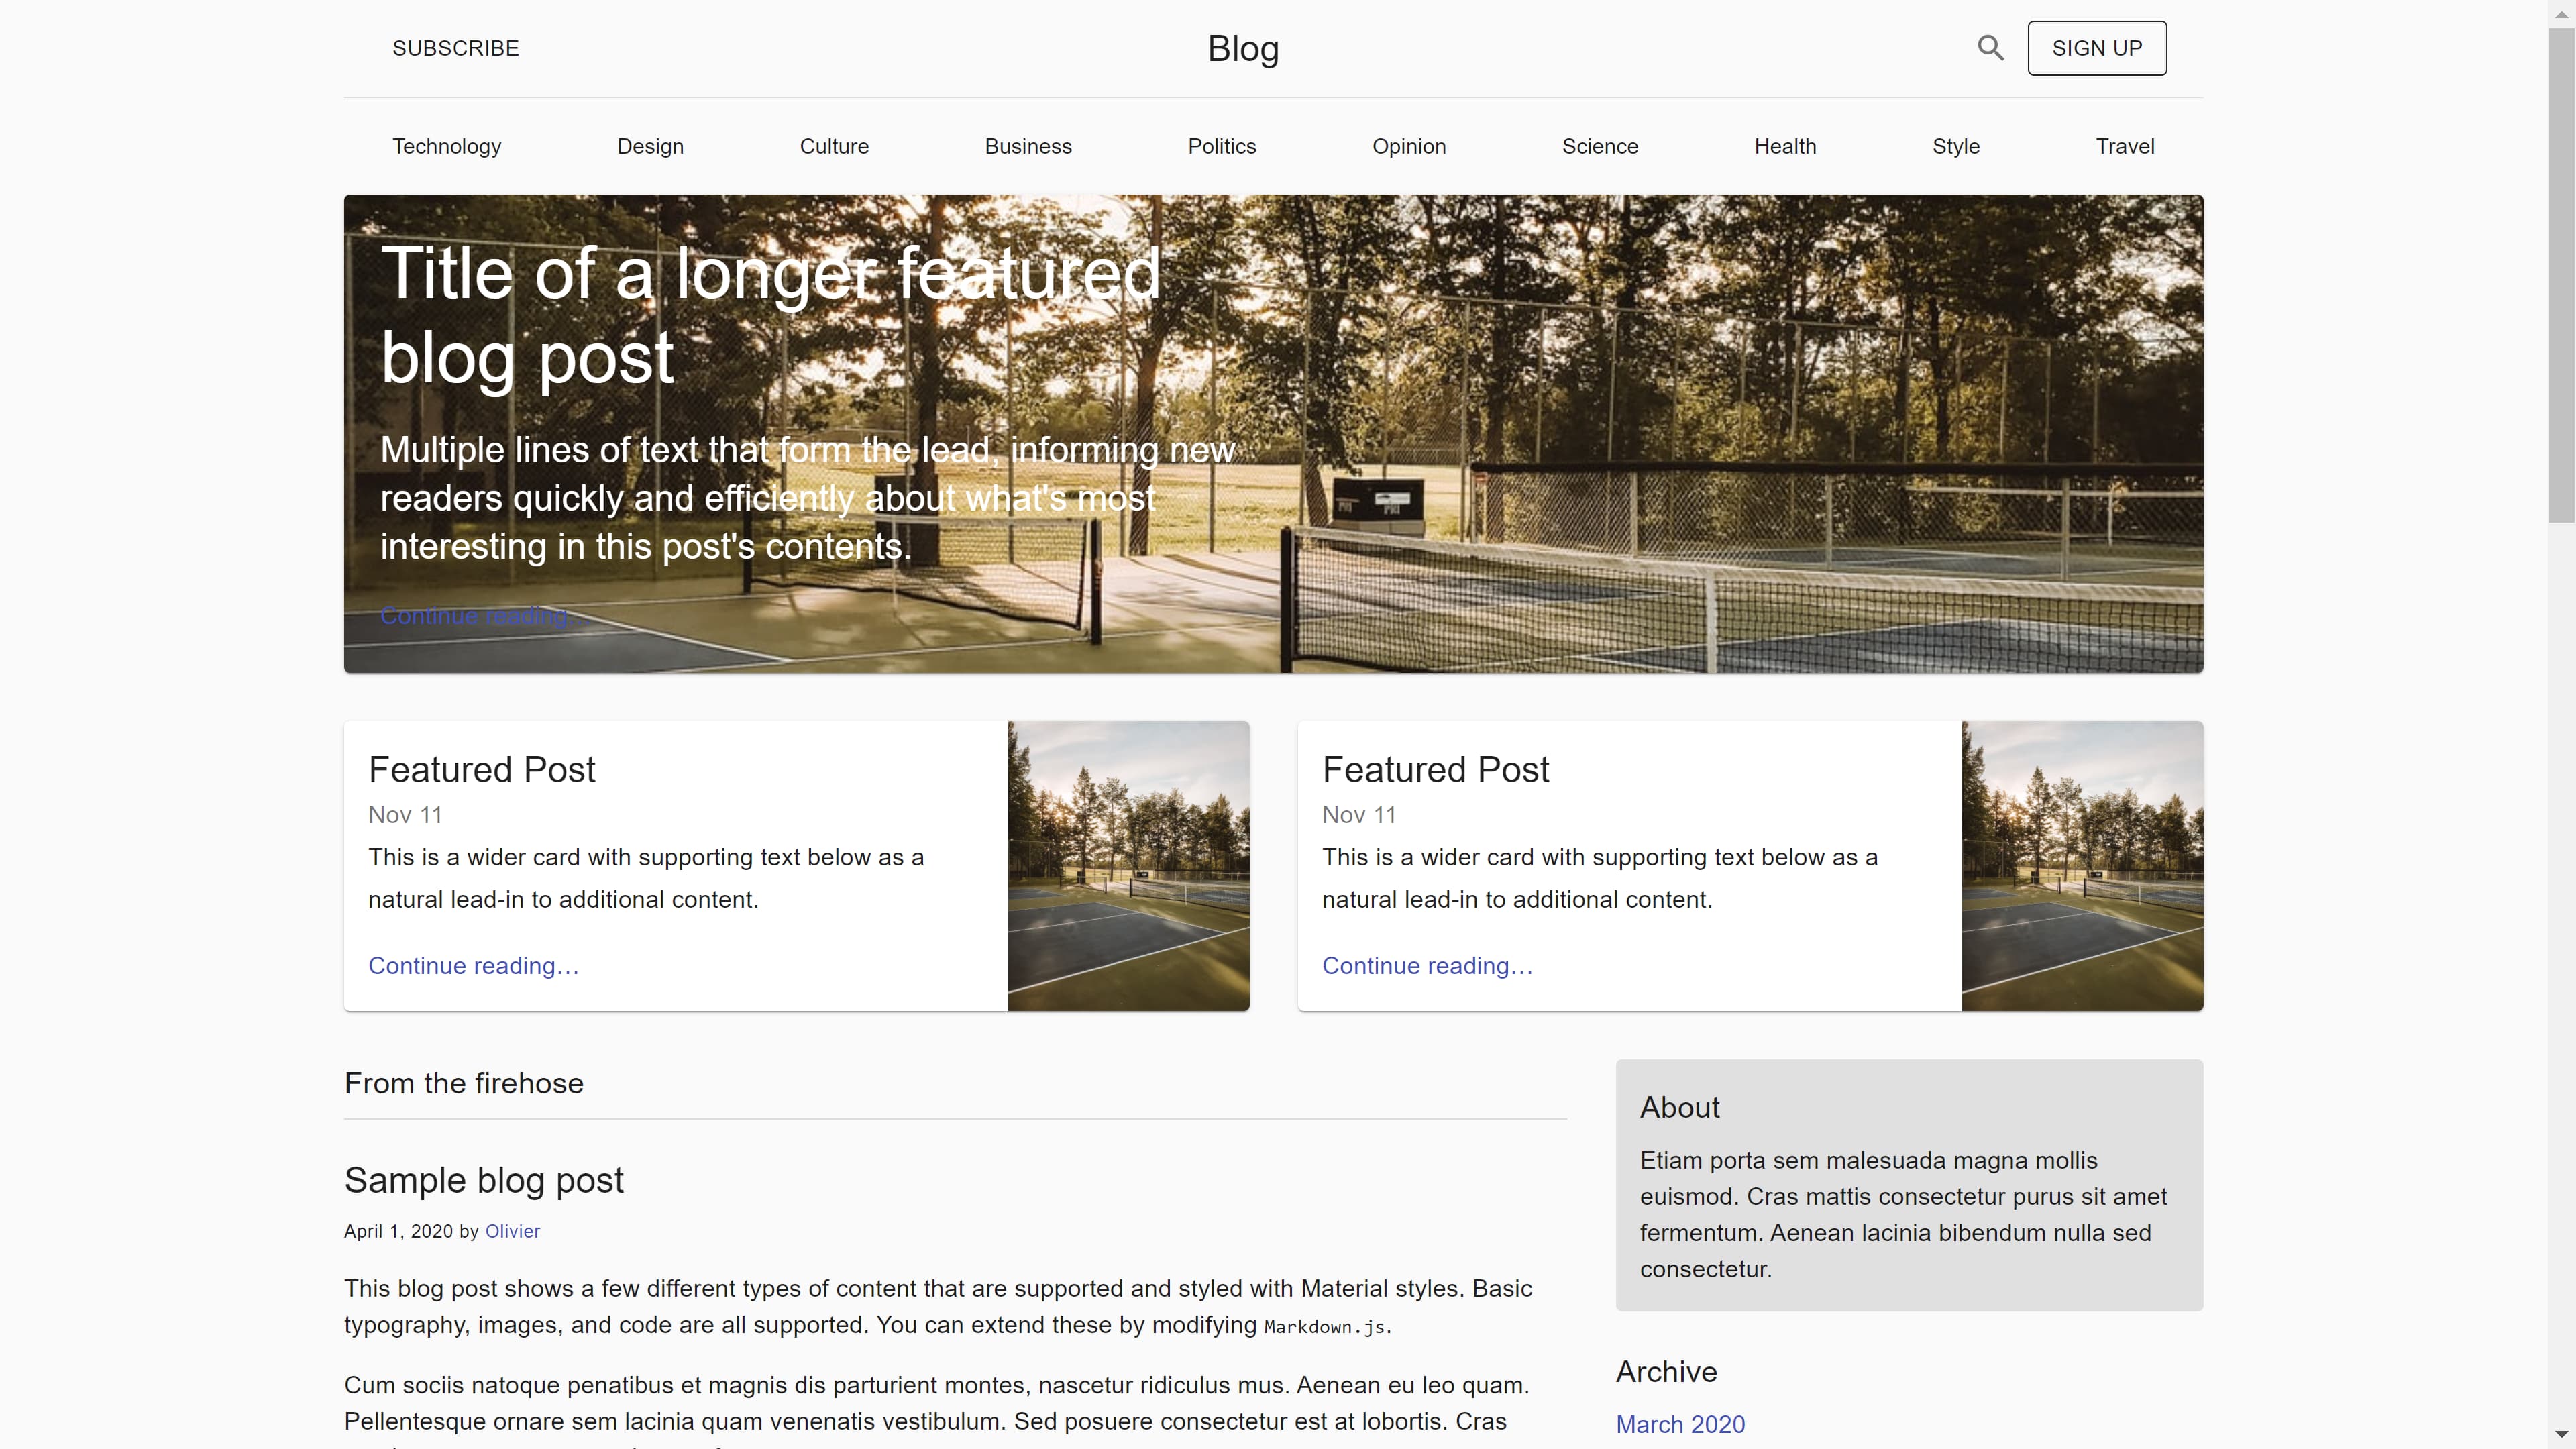 SUBSCRIBE
Blog
SIGN UP
Technology
Design
Culture
Business
Politics
Opinion
Science
Health
Style
Travel
Title of a longer featured
blog post
Multiple lines of text that form the lead, informing new
readers quickly and efficiently about what's most
interesting in this post's contents.
Continue reading…
Featured Post
Nov 11
This is a wider card with supporting text below as a
natural lead-in to additional content.
Continue reading…
Featured Post
Nov 11
This is a wider card with supporting text below as a
natural lead-in to additional content.
Continue reading…
From the firehose
Sample blog post
April 1, 2020 by Olivier
This blog post shows a few different types of content that are supported and styled with Material styles. Basic
typography, images, and code are all supported. You can extend these by modifying Markdown.js.
Cum sociis natoque penatibus et magnis dis parturient montes, nascetur ridiculus mus. Aenean eu leo quam.
Pellentesque ornare sem lacinia quam venenatis vestibulum. Sed posuere consectetur est at lobortis. Cras
About
Etiam porta sem malesuada magna mollis
euismod. Cras mattis consectetur purus sit amet
fermentum. Aenean lacinia bibendum nulla sed
consectetur.
Archive
March 2020